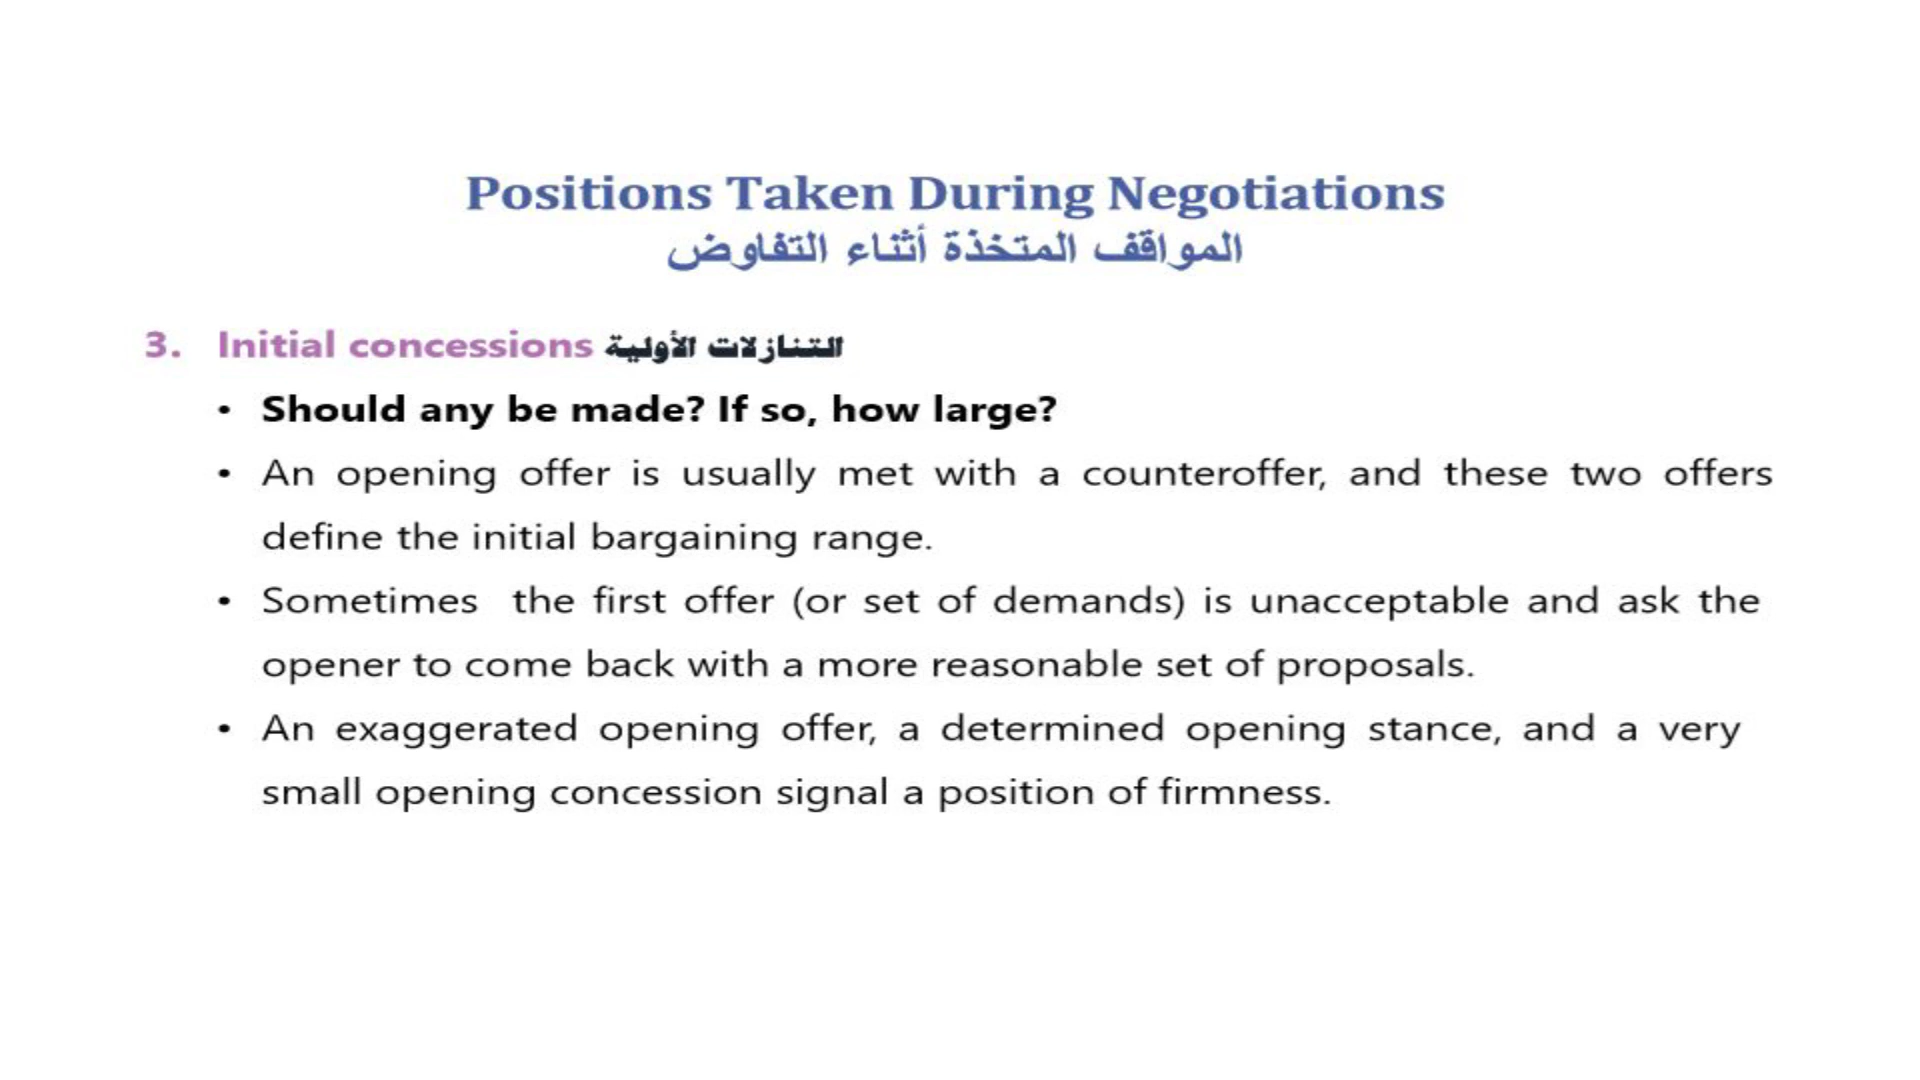 Positions Taken During Negotiations
المواقف المتخذة أثناء التفاوض
3. Initial concessions التنازلات الأولية
• Should any be made? If so, how large?
• An opening offer is usually met with a counteroffer, and these two offers
define the initial bargaining range.
• Sometimes the first offer (or set of demands) is unacceptable and ask the
opener to come back with a more reasonable set of proposals.
• An exaggerated opening offer, a determined opening stance, and a very
small opening concession signal a position of firmness.